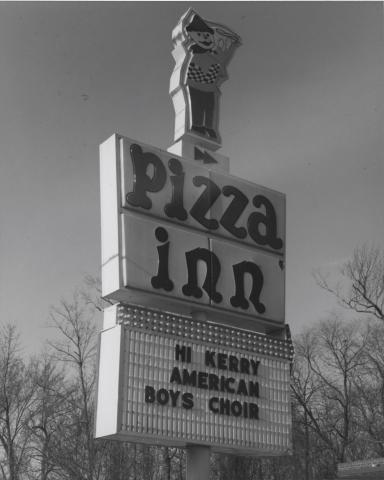 pizza
inn
HI KERRY
AMERICAN
BOYS CHOIR